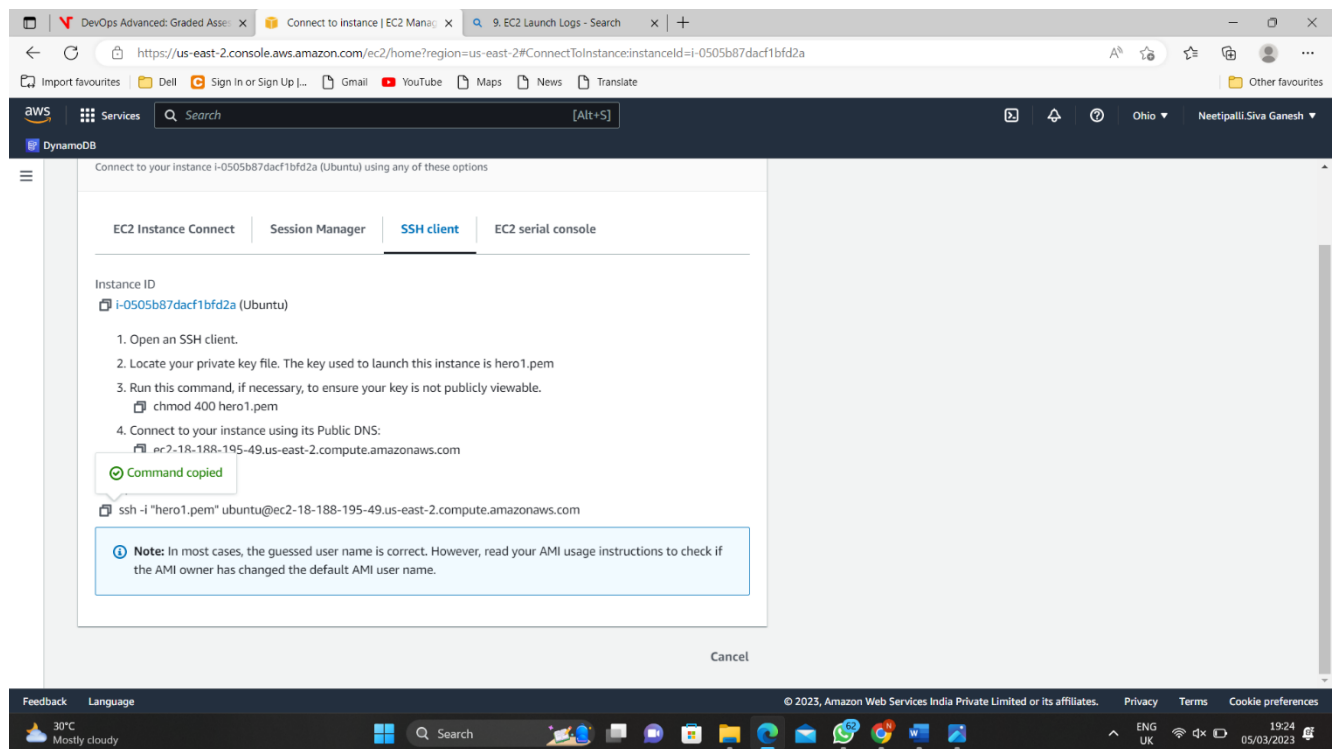 DevOps Advanced: Graded Asses
Connect to instance | EC2 Manag
9. EC2 Launch Logs - Search
https://us-east-2.console.aws.amazon.com/ec2/home?region=us-east-2#ConnectToInstance:instanceId=i-0505b87dacf1bfd2a
Import favourites Dell Sign In or Sign Up |... Gmail YouTube Maps News Translate Other favourites
aws Services Search [Alt+S] Ohio Neetipalli.Siva Ganesh
DynamoDB
Connect to your instance i-0505b87dacf1bfd2a (Ubuntu) using any of these options
EC2 Instance Connect Session Manager SSH client EC2 serial console
Instance ID
i-0505b87dacf1bfd2a (Ubuntu)
1. Open an SSH client.
2. Locate your private key file. The key used to launch this instance is hero1.pem
3. Run this command, if necessary, to ensure your key is not publicly viewable.
chmod 400 hero1.pem
4. Connect to your instance using its Public DNS:
ec2-18-188-195-49.us-east-2.compute.amazonaws.com
Command copied
ssh -i "hero1.pem" ubuntu@ec2-18-188-195-49.us-east-2.compute.amazonaws.com
Note: In most cases, the guessed user name is correct. However, read your AMI usage instructions to check if
the AMI owner has changed the default AMI user name.
Cancel
Feedback Language © 2023, Amazon Web Services India Private Limited or its affiliates. Privacy Terms Cookie preferences
30°C
Mostly cloudy
Search
62
ENG
UK
19:24
05/03/2023